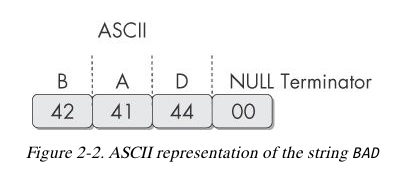 ASCII
B A D NULL Terminator
42 41 44 00
Figure 2-2. ASCII representation of the string BAD